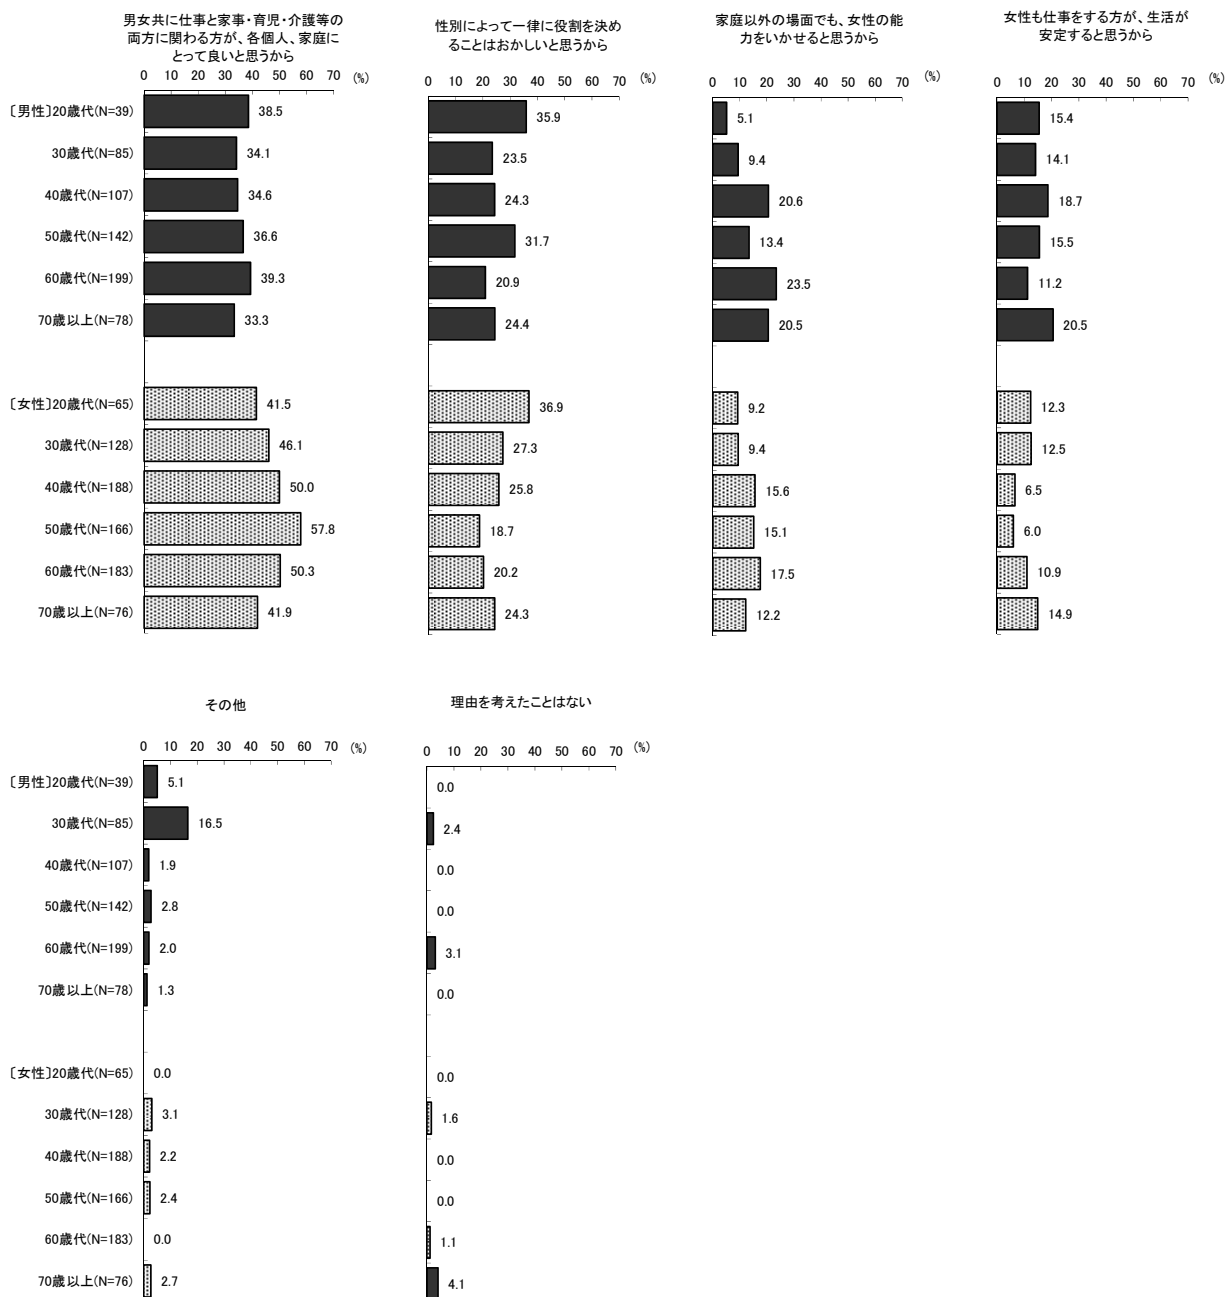 男女共に仕事と家事・育児・介護等の
両方に関わる方が、各個人、家庭に
とって良いと思うから
0 10 20 30 40 50 60 70 (%)
〔男性〕20歳代(N=39) 38.5
30歳代(N=85) 34.1
40歳代(N=107) 34.6
50歳代(N=142) 36.6
60歳代(N=199) 39.3
70歳以上(N=78) 33.3
〔女性〕20歳代(N=65) 41.5
30歳代(N=128) 46.1
40歳代(N=188) 50.0
50歳代(N=166) 57.8
60歳代(N=183) 50.3
70歳以上(N=76) 41.9
性別によって一律に役割を決め
ることはおかしいと思うから
0 10 20 30 40 50 60 70 (%)
35.9
23.5
24.3
31.7
20.9
24.4
36.9
27.3
25.8
18.7
20.2
24.3
家庭以外の場面でも、女性の能
力をいかせると思うから
0 10 20 30 40 50 60 70 (%)
5.1
9.4
20.6
13.4
23.5
20.5
9.2
9.4
15.6
15.1
17.5
12.2
女性も仕事をする方が、生活が
安定すると思うから
0 10 20 30 40 50 60 70 (%)
15.4
14.1
18.7
15.5
11.2
20.5
12.3
12.5
6.5
6.0
10.9
14.9
その他
0 10 20 30 40 50 60 70 (%)
〔男性〕20歳代(N=39) 5.1
30歳代(N=85) 16.5
40歳代(N=107) 1.9
50歳代(N=142) 2.8
60歳代(N=199) 2.0
70歳以上(N=78) 1.3
〔女性〕20歳代(N=65) 0.0
30歳代(N=128) 3.1
40歳代(N=188) 2.2
50歳代(N=166) 2.4
60歳代(N=183) 0.0
70歳以上(N=76) 2.7
理由を考えたことはない
0 10 20 30 40 50 60 70 (%)
0.0
2.4
0.0
0.0
3.1
0.0
0.0
1.6
0.0
0.0
1.1
4.1